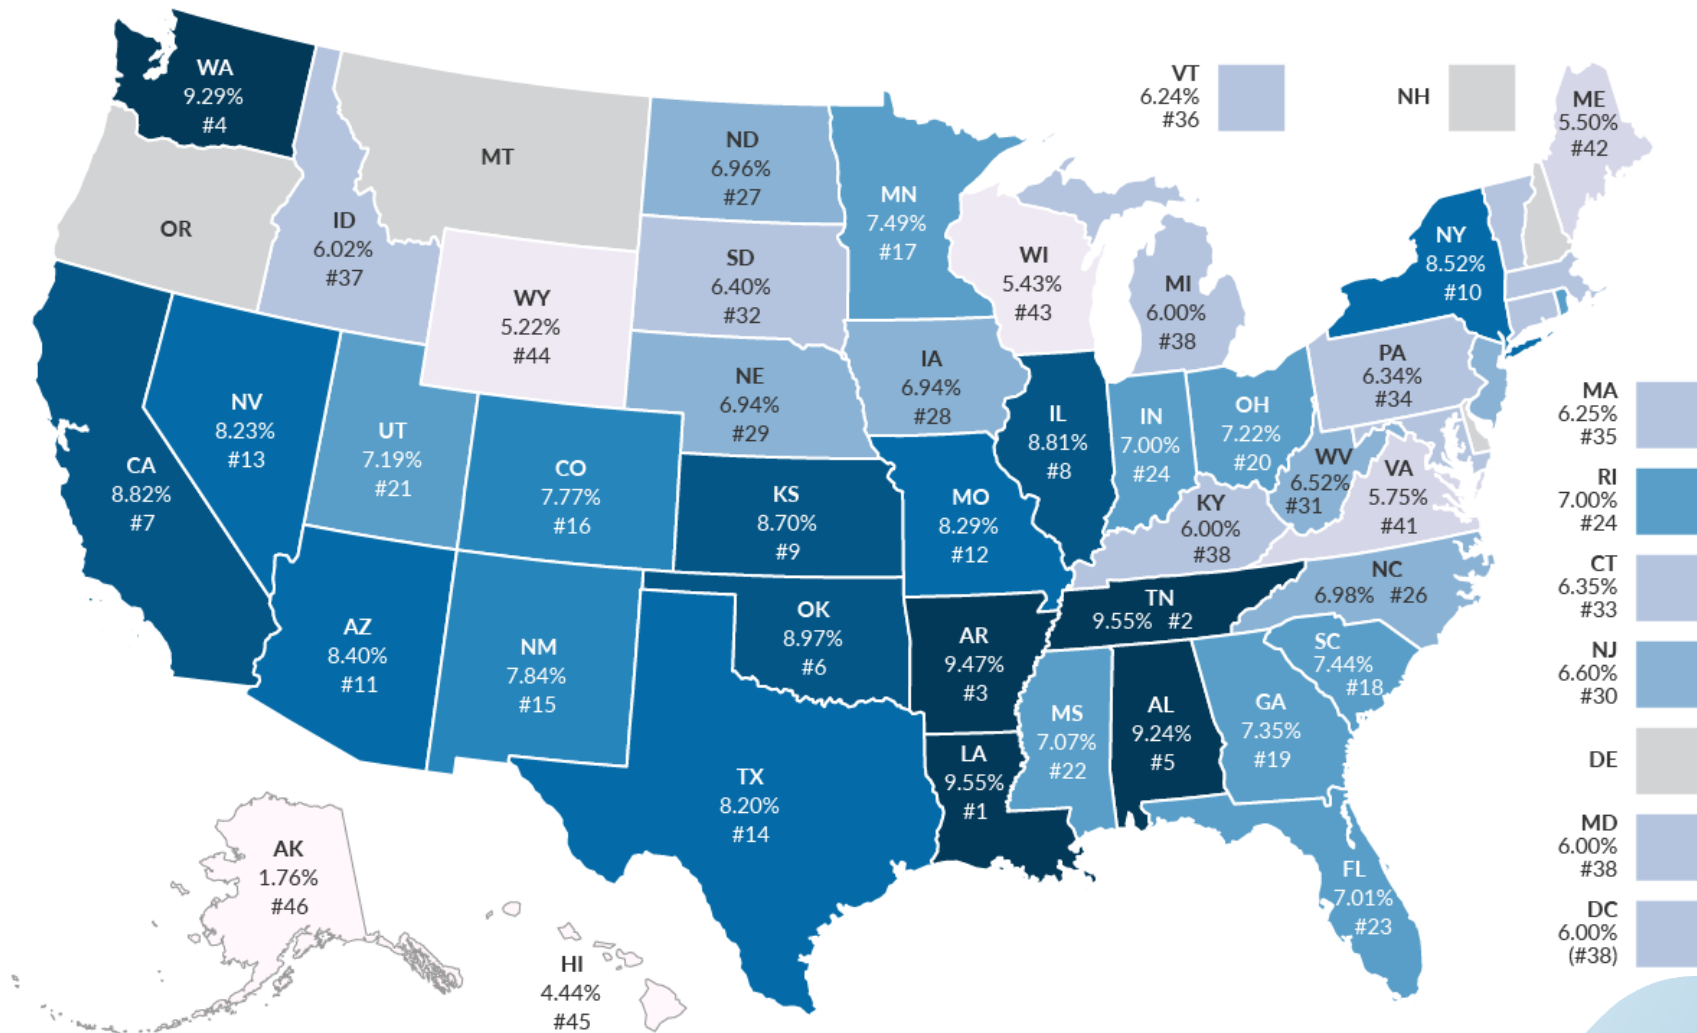 WA
9.29%
#4
OR
CA
8.82%
#7
NV
8.23%
#13
ID
6.02%
#37
MT
WY
5.22%
#44
UT
7.19%
#21
AZ
8.40%
#11
CO
7.77%
#16
NM
7.84%
#15
ND
6.96%
#27
SD
6.40%
#32
NE
6.94%
#29
KS
8.70%
#9
OK
8.97%
#6
TX
8.20%
#14
MN
7.49%
#17
IA
6.94%
#28
MO
8.29%
#12
AR
9.47%
#3
LA
9.55%
#1
WI
5.43%
#43
IL
8.81%
#8
MI
6.00%
#38
IN
7.00%
#24
OH
7.22%
#20
KY
6.00%
#38
TN
9.55% #2
MS
7.07%
#22
AL
9.24%
#5
GA
7.35%
#19
FL
7.01%
#23
SC
7.44%
#18
NC
6.98% #26
VA
5.75%
#41
WV
6.52%
#31
PA
6.34%
#34
NY
8.52%
#10
VT
6.24%
#36
NH
ME
5.50%
#42
MA
6.25%
#35
RI
7.00%
#24
CT
6.35%
#33
NJ
6.60%
#30
DE
MD
6.00%
#38
DC
6.00%
(#38)
AK
1.76%
#46
HI
4.44%
#45